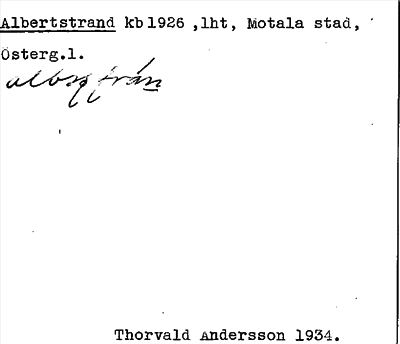 Albertstrand kb 1926 ,lht, Motala stad,
Österg.l.
Thorvald Andersson 1934.